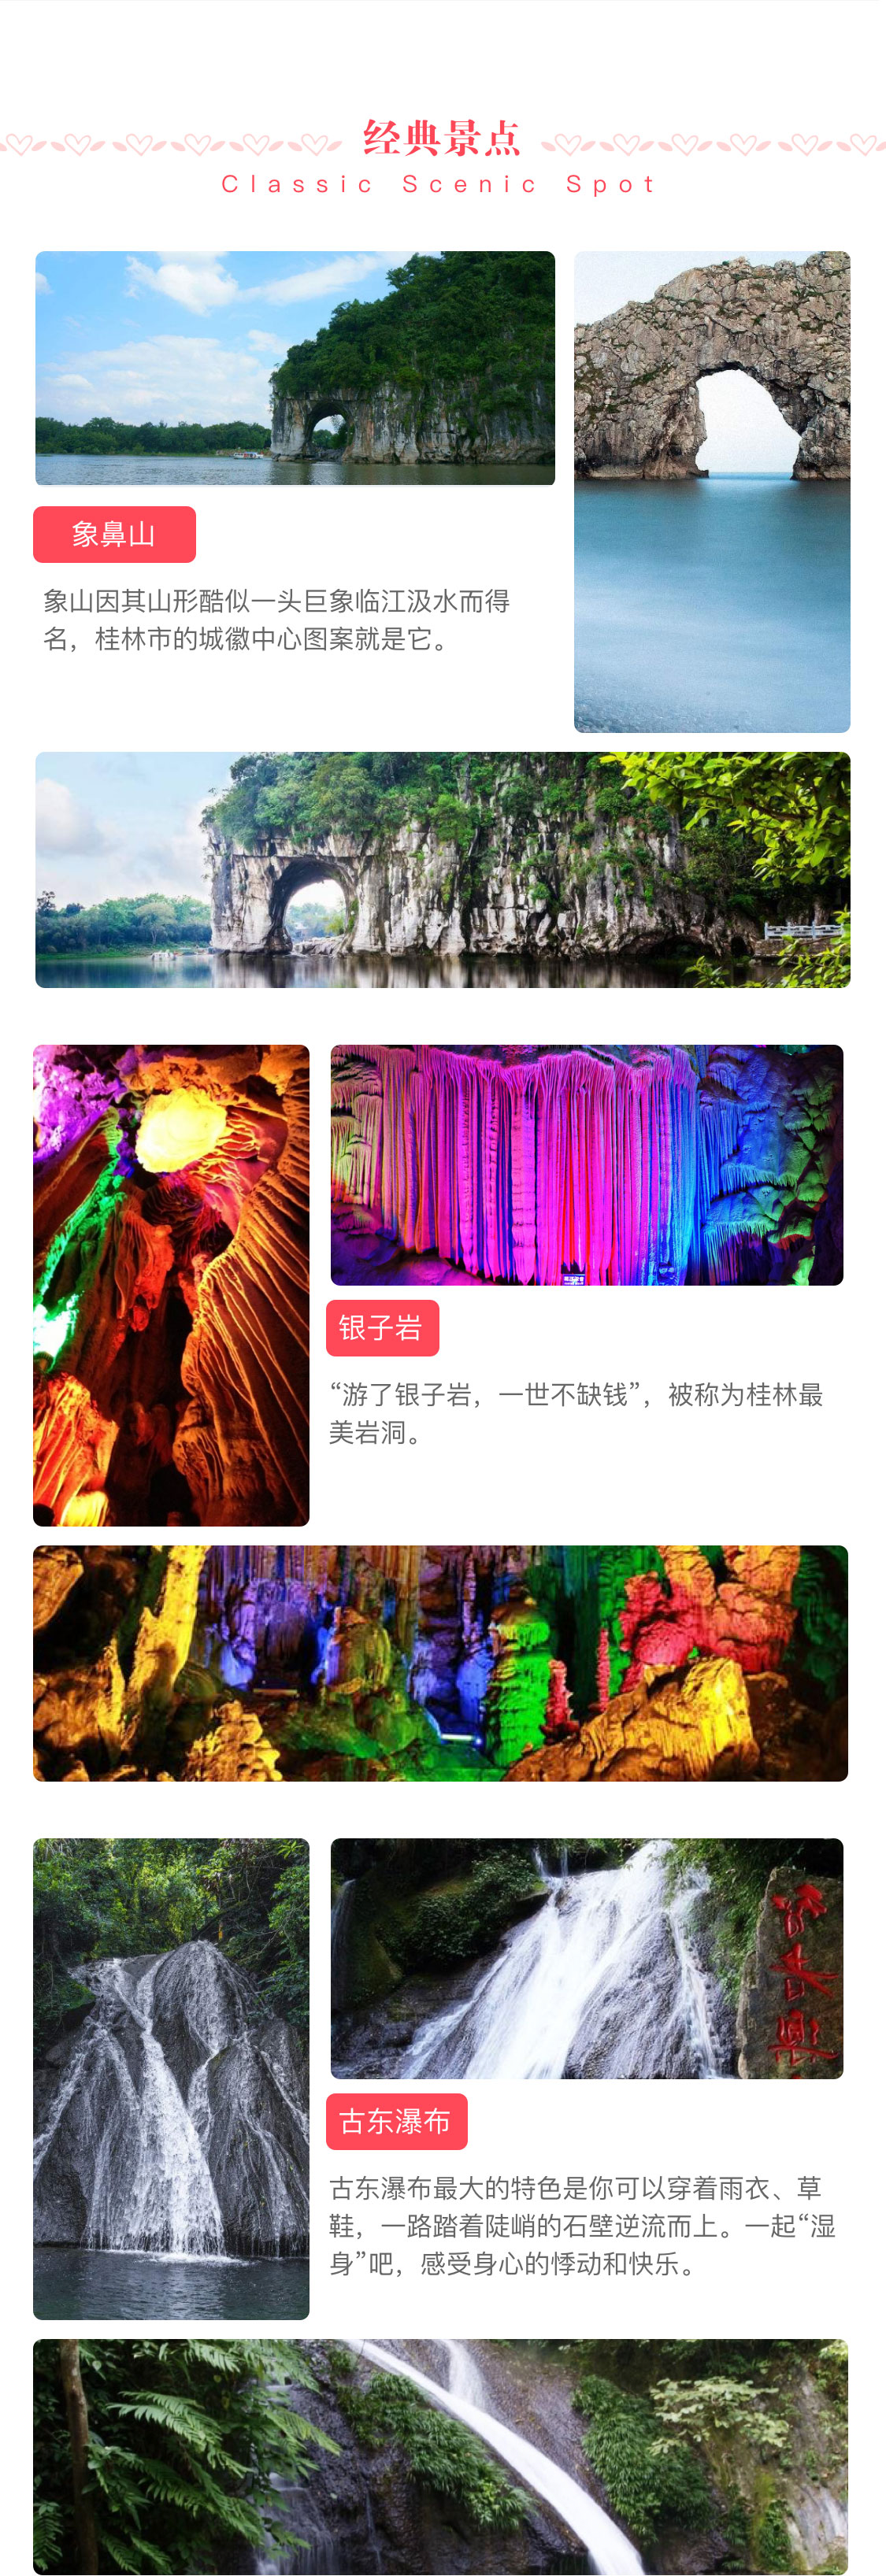 经典景点
Classic Scenic Spot
象鼻山
象山因其山形酷似一头巨象临江汲水而得
名，桂林市的城徽中心图案就是它。
银子岩
“游了银子岩，一世不缺钱”，被称为桂林最
美岩洞。
古东瀑布
古东瀑布最大的特色是你可以穿着雨衣、草
鞋，一路踏着陡峭的石壁逆流而上。一起“湿
身”吧，感受身心的悸动和快乐。